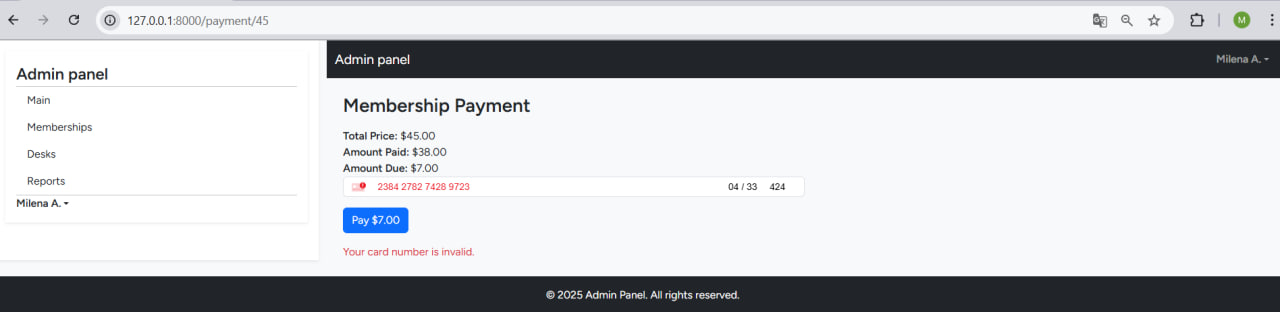 127.0.0.1:8000/payment/45
M
Admin panel
Main
Memberships
Desks
Reports
Milena A.
Admin panel
Milena A.
Membership Payment
Total Price: $45.00
Amount Paid: $38.00
Amount Due: $7.00
2384 2782 7428 9723 04 / 33 424
Pay $7.00
Your card number is invalid.
© 2025 Admin Panel. All rights reserved.